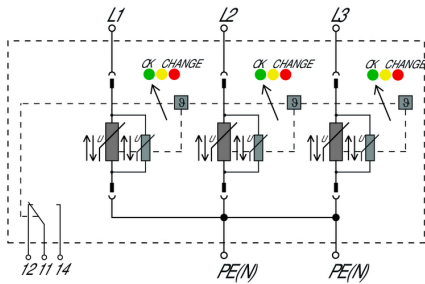 L1 L2 L3
OK CHANGE OK CHANGE OK CHANGE
ϑ ϑ ϑ
U U U U U U
12 11 14 PE(N) PE(N)